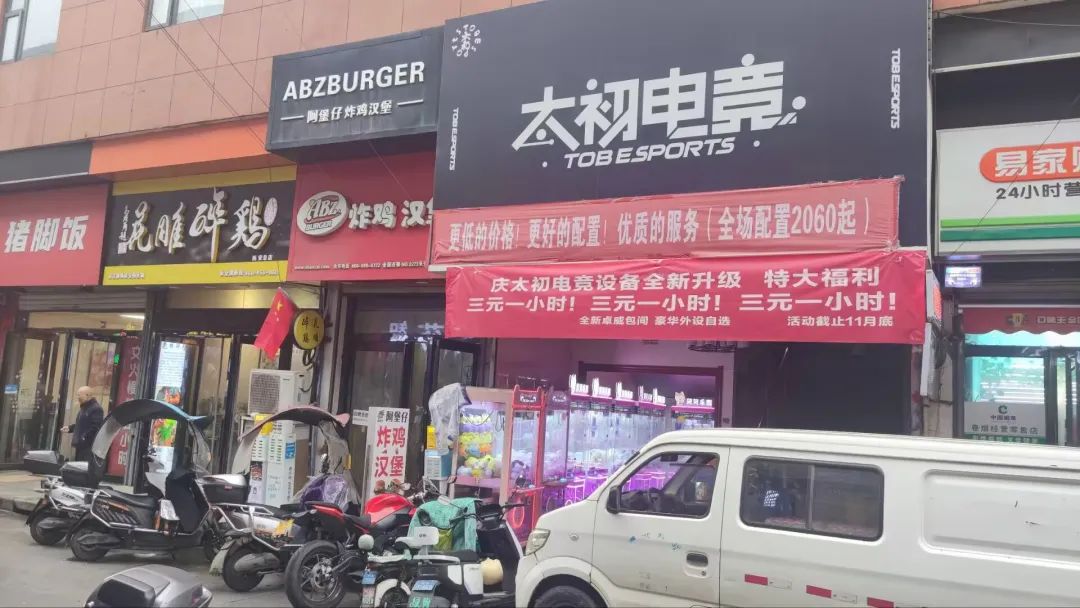 猪脚饭
花雕醉鸡
ABZBURGER
阿堡仔 炸鸡汉堡
ABZ
BURGER
炸鸡 汉堡
太初电竞
TOB ESPORTS
TOB ESPORTS
TOB ESPORTS
更低的价格！更好的配置！优质的服务（全场配置2060起）
庆太初电竞设备全新升级 特大福利
三元一小时！三元一小时！三元一小时！
全新卓威包间 豪华外设自选 活动截止11月底
易家
24小时营
香阿堡仔
炸鸡
汉堡
中国烟草